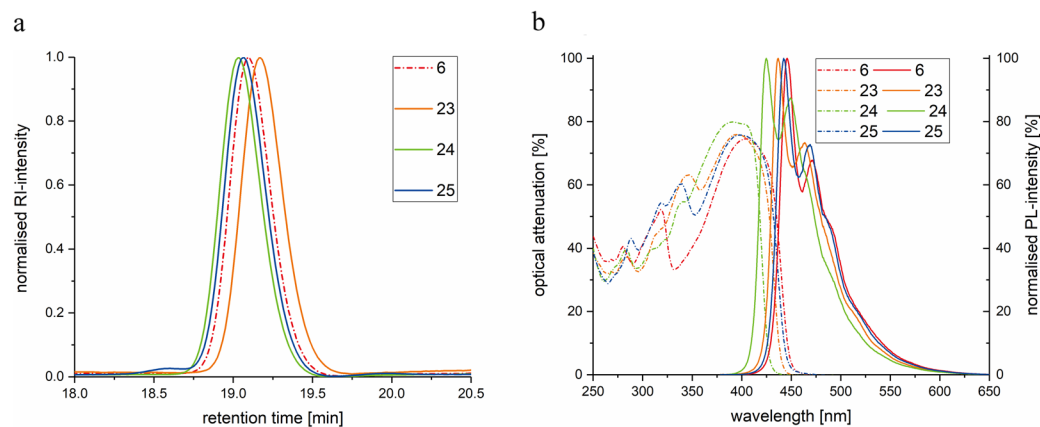 a
b
1.0
0.8
0.6
0.4
0.2
0.0
18.0 18.5 19.0 19.5 20.0 20.5
retention time [min]
normalised RI-intensity
6
23
24
25
100
80
60
40
20
0
250 300 350 400 450 500 550 600 650
wavelength [nm]
optical attenuation [%]
6 6
23 23
24 24
25 25
100
80
60
40
20
0
normalised PL-intensity [%]